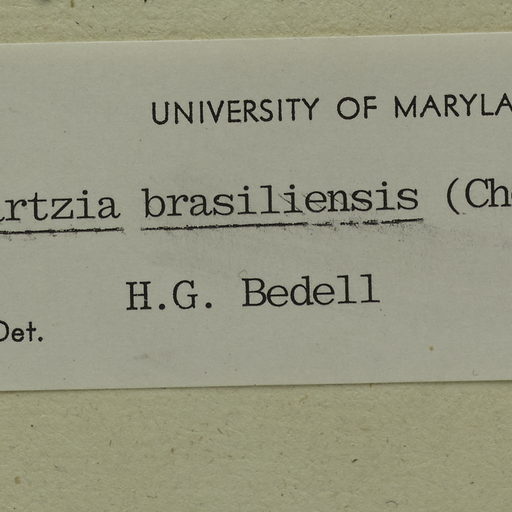 UNIVERSITY OF MARYLA
artzia brasiliensis (Ch
H.G. Bedell
Det.